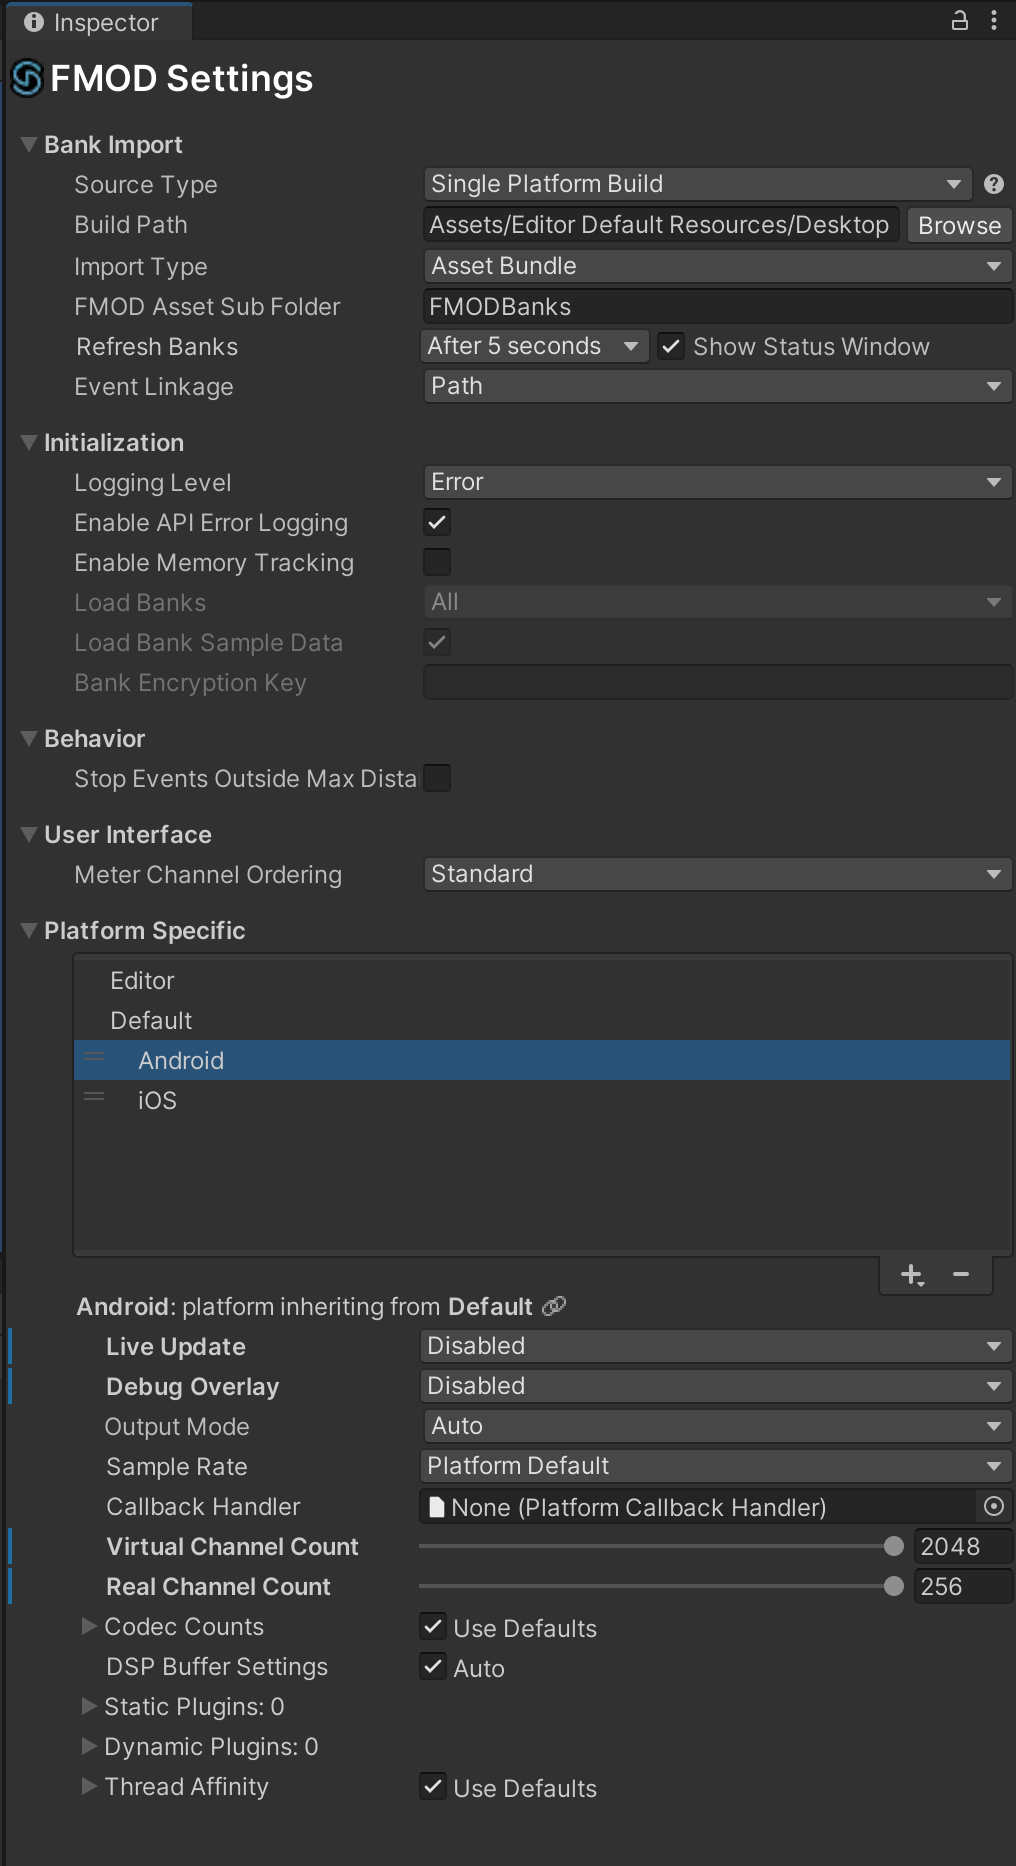 Inspector
FMOD Settings
Bank Import
Source Type Single Platform Build
Build Path Assets/Editor Default Resources/Desktop Browse
Import Type Asset Bundle
FMOD Asset Sub Folder FMODBanks
Refresh Banks After 5 seconds Show Status Window
Event Linkage Path
Initialization
Logging Level Error
Enable API Error Logging
Enable Memory Tracking
Load Banks All
Load Bank Sample Data
Bank Encryption Key
Behavior
Stop Events Outside Max Dista
User Interface
Meter Channel Ordering Standard
Platform Specific
Editor
Default
Android
iOS
Android: platform inheriting from Default
Live Update Disabled
Debug Overlay Disabled
Output Mode Auto
Sample Rate Platform Default
Callback Handler None (Platform Callback Handler)
Virtual Channel Count 2048
Real Channel Count 256
Codec Counts Use Defaults
DSP Buffer Settings Auto
Static Plugins: 0
Dynamic Plugins: 0
Thread Affinity Use Defaults